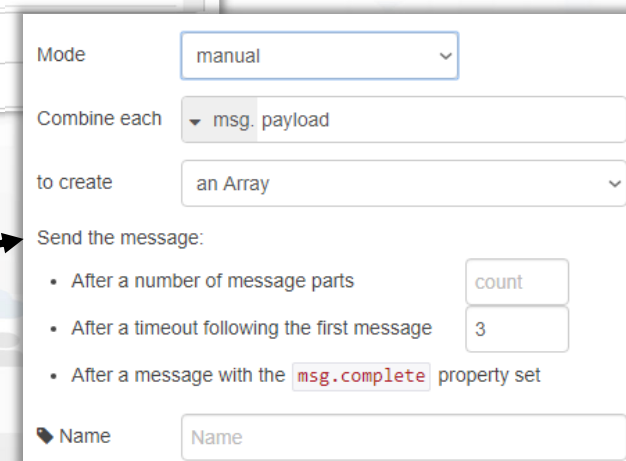 Mode manual
Combine each msg. payload
to create an Array
Send the message:
• After a number of message parts count
• After a timeout following the first message 3
• After a message with the msg.complete property set
Name Name